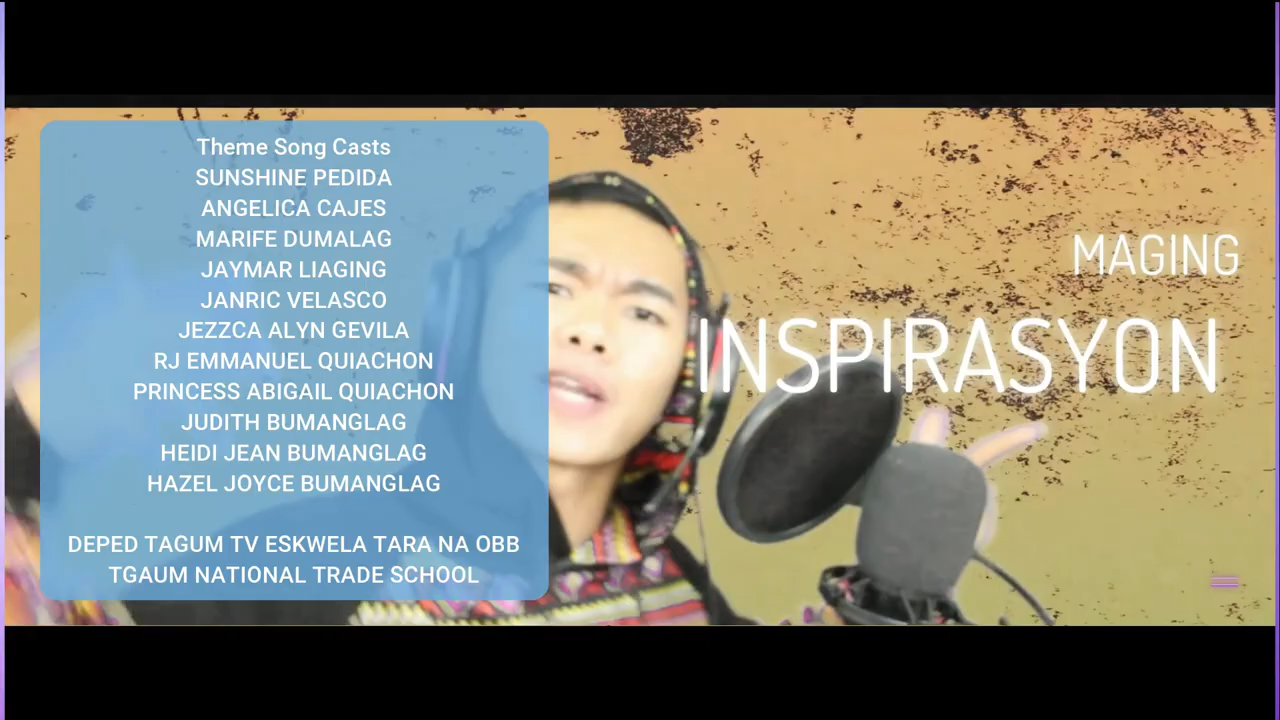 Theme Song Casts
SUNSHINE PEDIDA
ANGELICA CAJES
MARIFE DUMALAG
JAYMAR LIAGING
JANRIC VELASCO
JEZZCA ALYN GEVILA
RJ EMMANUEL QUIACHON
PRINCESS ABIGAIL QUIACHON
JUDITH BUMANGLAG
HEIDI JEAN BUMANGLAG
HAZEL JOYCE BUMANGLAG
DEPED TAGUM TV ESKWELA TARA NA OBB
TGAUM NATIONAL TRADE SCHOOL
MAGING
INSPIRASYON